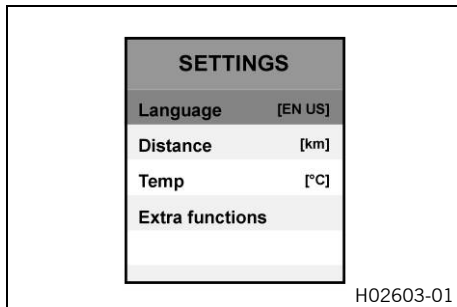 SETTINGS
Language [EN US]
Distance [km]
Temp [°C]
Extra functions
H02603-01